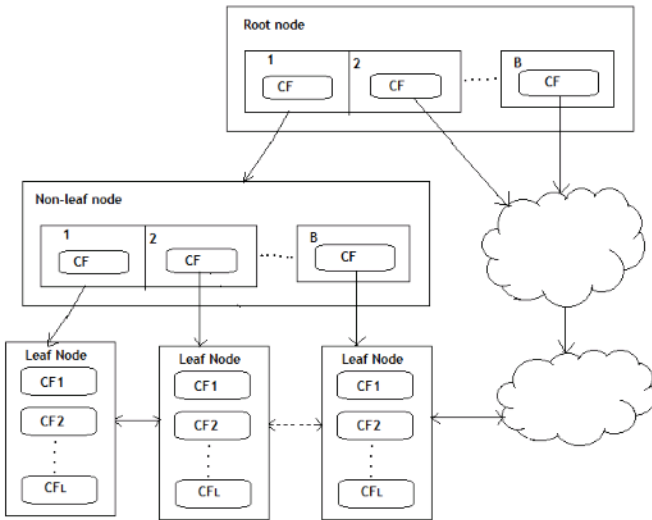 Root node
1
2
B
CF
CF
CF
Non-leaf node
1
2
B
CF
CF
CF
Leaf Node
Leaf Node
Leaf Node
CF1
CF1
CF1
CF2
CF2
CF2
CFL
CFL
CFL